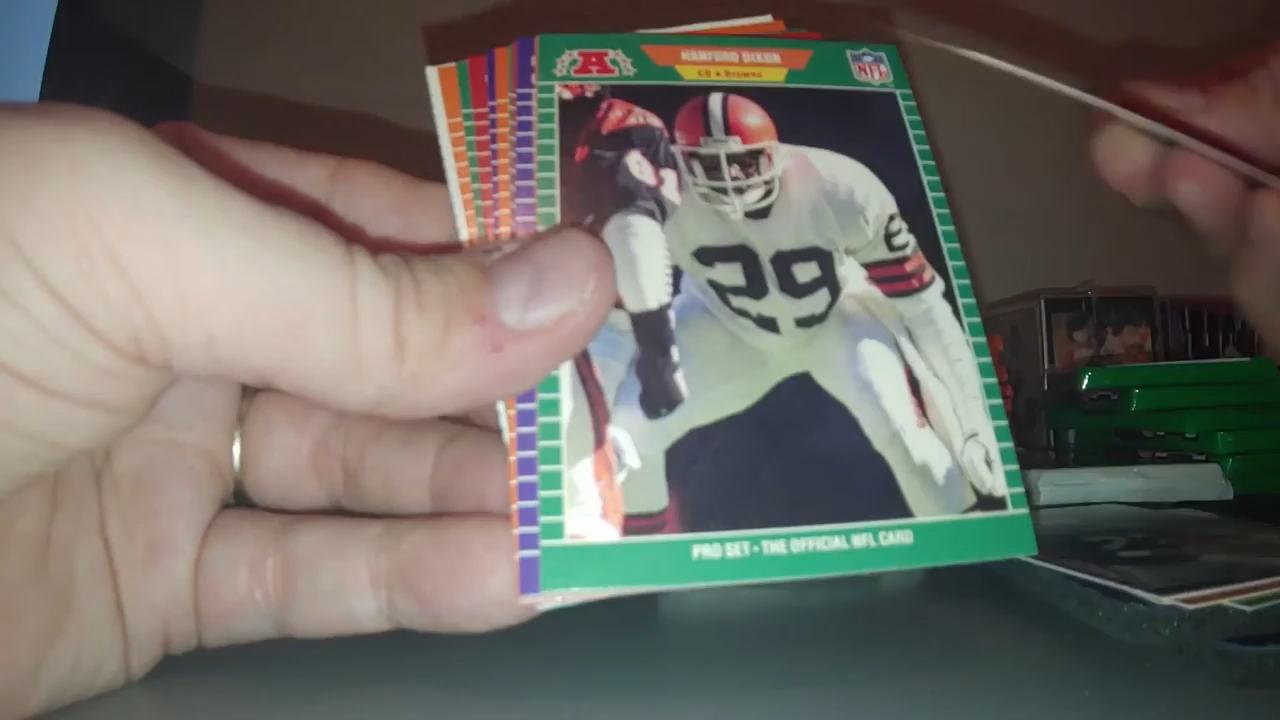 A
HANFORD DIXON
CB • Browns
NFL
29
PRO SET • THE OFFICIAL NFL CARD